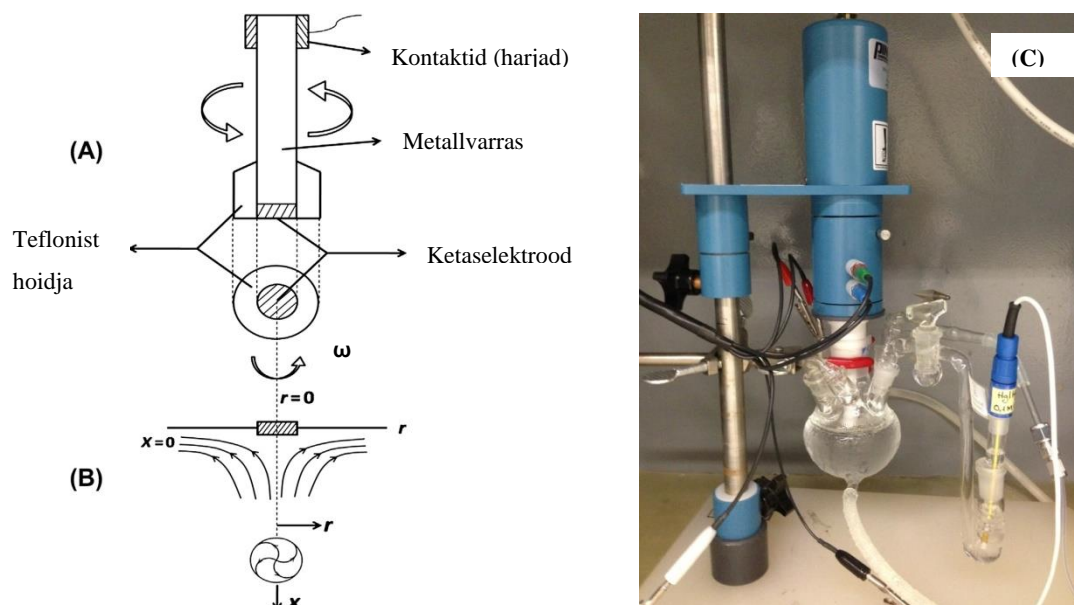 Kontaktid (harjad)
(A)
Metallvarras
Teflonist
hoidja
Ketaselektrood
ω
r=0
X=0
r
(B)
r
x
(C)